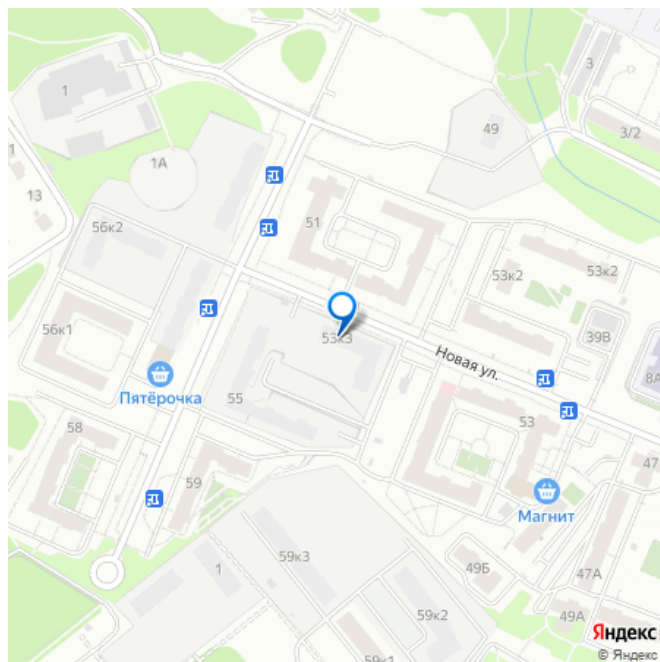 3
1
49
3/2
1А
1
13
51
56к2
53к2
53к2
39В
56к1
53к3
Новая ул.
8А
Пятёрочка
55
53
58
47
59
Магнит
59к3
1
49Б
47А
59к2
49А
Яндекс
59к1
© Яндекс